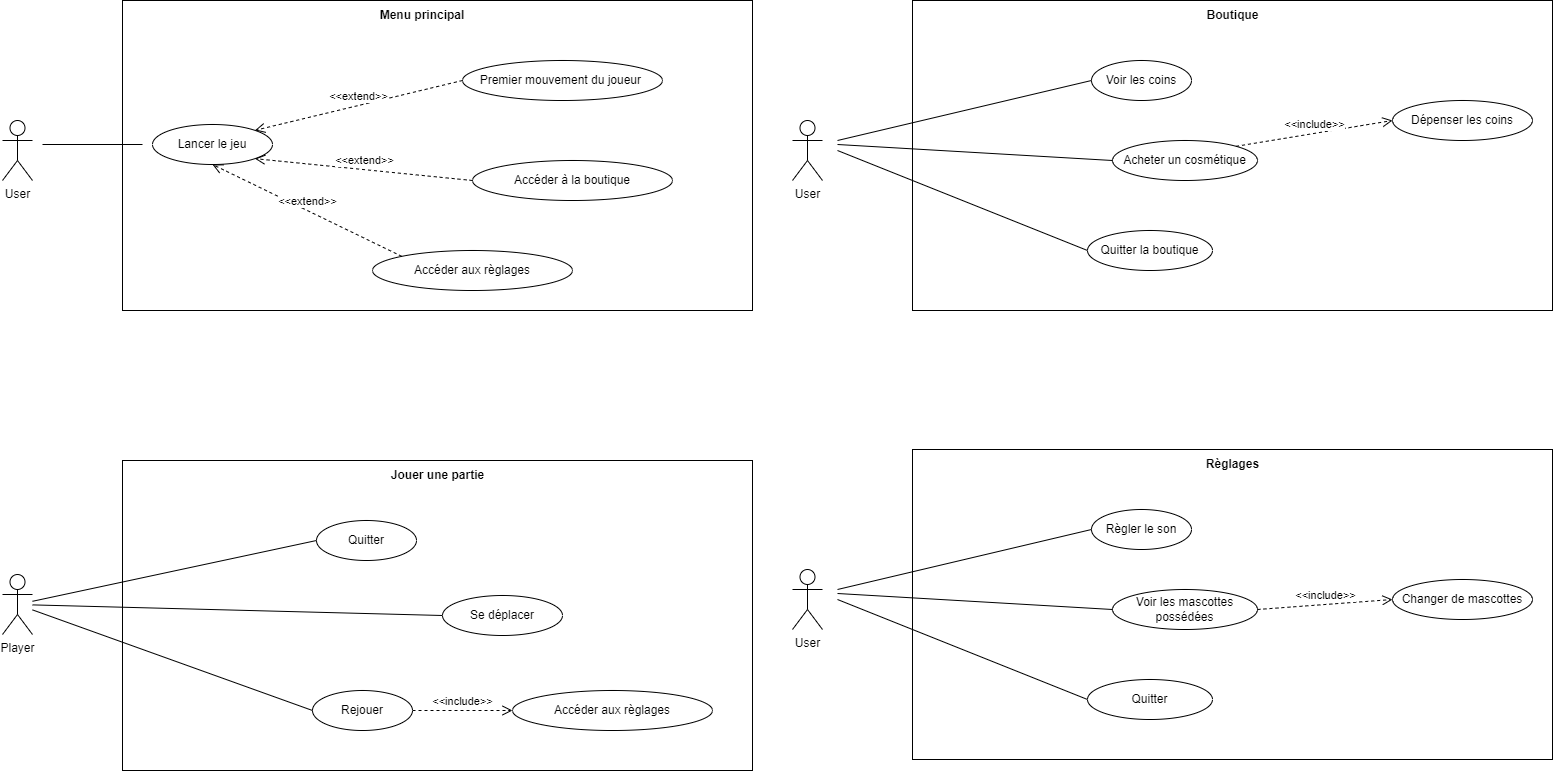 Menu principal
Premier mouvement du joueur
<<extend>>
Lancer le jeu
<<extend>>
Accéder à la boutique
User
<<extend>>
Accéder aux règlages
Boutique
Voir les coins
Dépenser les coins
<<include>>
Acheter un cosmétique
User
Quitter la boutique
Jouer une partie
Quitter
Se déplacer
Player
<<include>>
Rejouer
Accéder aux règlages
Règlages
Règler le son
<<include>>
Changer de mascottes
Voir les mascottes
possédées
User
Quitter